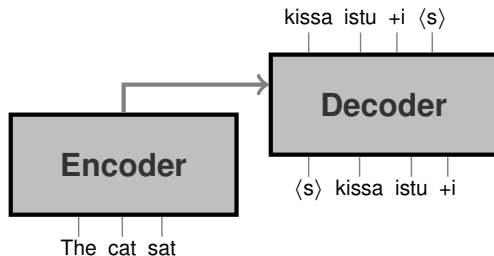 kissa istu +i ⟨s⟩
Decoder
Encoder
⟨s⟩ kissa istu +i
The cat sat